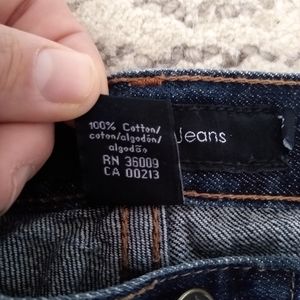 100% Cotton/
coton/algodón/
algodão
RN 36009
CA 00213
Jeans